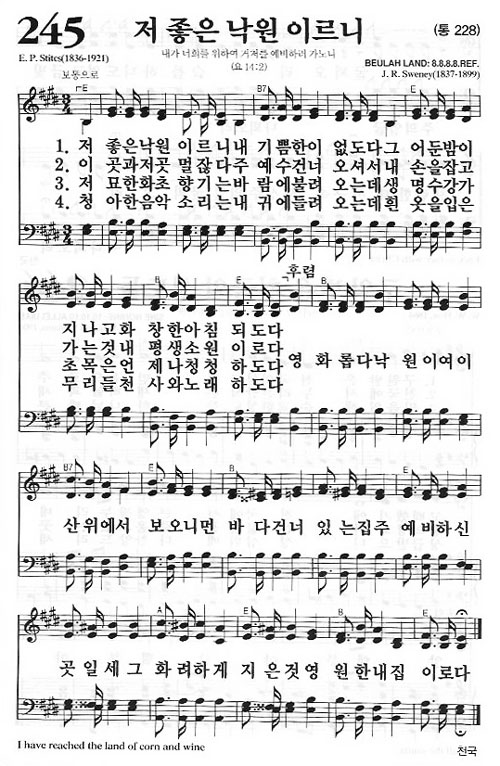 245 저 좋은 낙원 이르니 (통 228)
E. P. Stites(1836-1921)
내가 너희를 위하여 거처를 예비하러 가노니
(요 14:2)
BEULAH LAND: 8.8.8.8.REF.
J. R. Sweney(1837-1899)
보통으로
E B7 E
1. 저 좋은낙원 이르니내 기쁨한이 없도다그 어둔밤이
2. 이 곳과저곳 멀잖다주 예수건너 오셔서내 손을잡고
3. 저 묘한화초 향기는바 람에불려 오는데생 명수강가
4. 청 아한음악 소리는내 귀에들려 오는데흰 옷을입은
후렴
B E
지나고화 창한아침 되도다
가는것내 평생소원 이로다
초목은언 제나청청 하도다
무리들천 사와노래 하도다
영 화롭다낙 원이여이
B7 E B E
산위에서 보오니먼 바다건너 있는집주 예비하신
A E B E
곳 일세그 화려하게 지은것영 원한내집 이로다
I have reached the land of corn and wine
천국